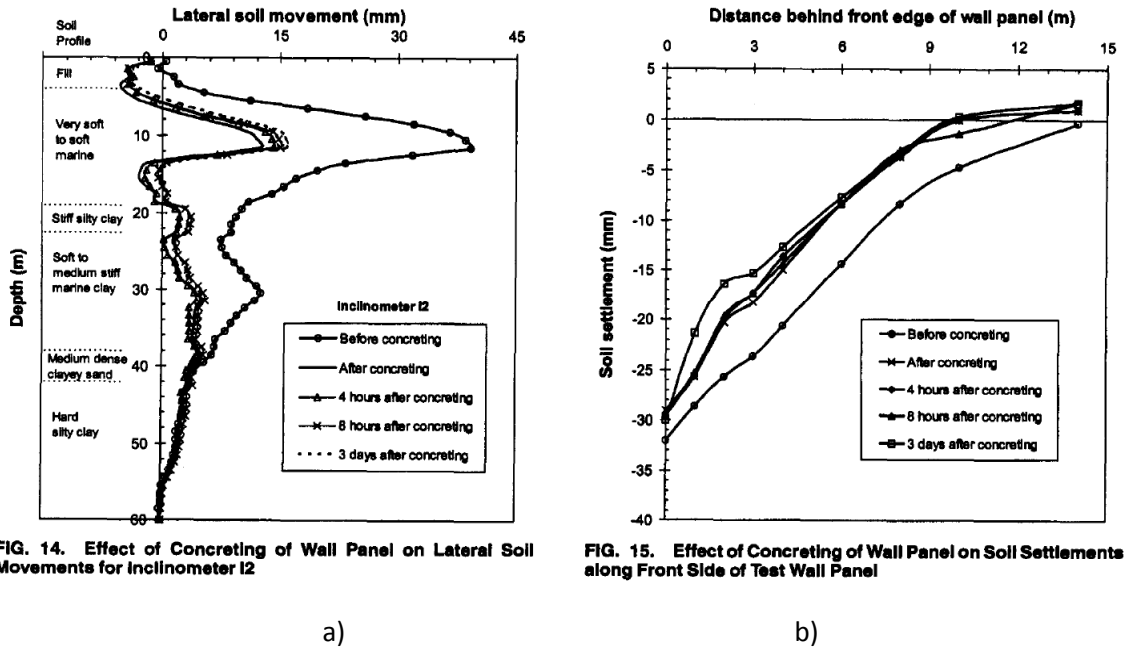 Lateral soil movement (mm)
Soil
Profile
0 15 30 45
Fill
Very soft
to soft
marine
Stiff silty clay
Soft to
medium stiff
marine clay
Medium dense
clayey sand
Hard
silty clay
Depth (m)
0
10
20
30
40
50
60
Inclinometer I2
Before concreting
After concreting
4 hours after concreting
8 hours after concreting
3 days after concreting
FIG. 14. Effect of Concreting of Wall Panel on Lateral Soil
Movements for Inclinometer I2
a)
Distance behind front edge of wall panel (m)
0 3 6 9 12 15
Soil settlement (mm)
5
0
-5
-10
-15
-20
-25
-30
-35
-40
Before concreting
After concreting
4 hours after concreting
8 hours after concreting
3 days after concreting
FIG. 15. Effect of Concreting of Wall Panel on Soil Settlements
along Front Side of Test Wall Panel
b)